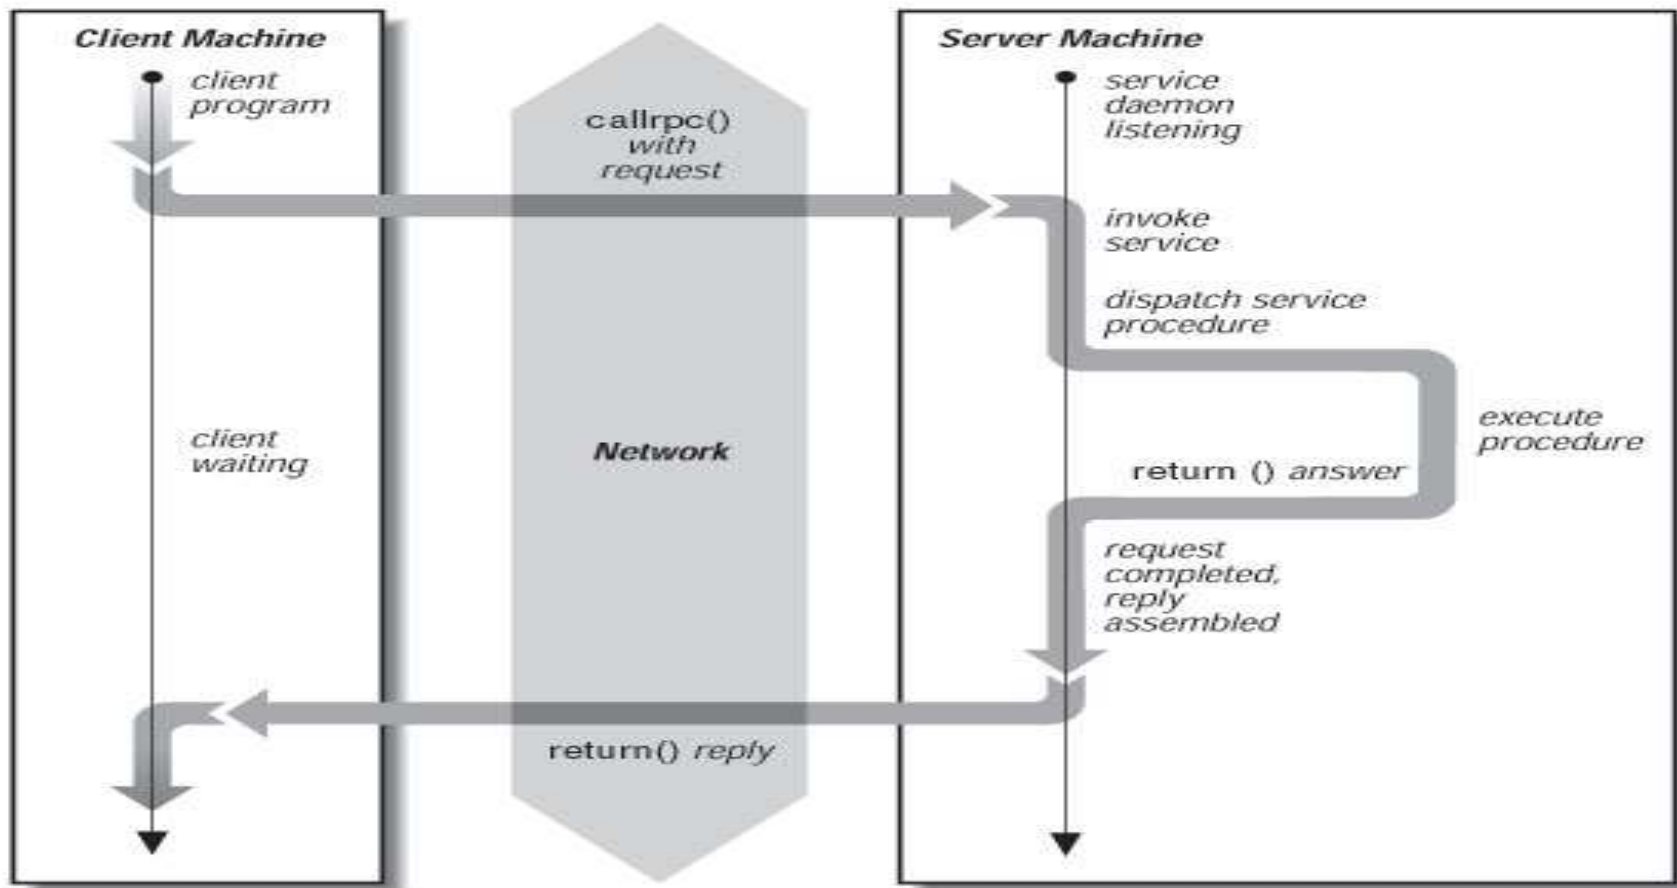 Client Machine
client
program
client
waiting
callrpc()
with
request
Network
return() reply
Server Machine
service
daemon
listening
invoke
service
dispatch service
procedure
execute
procedure
return () answer
request
completed,
reply
assembled